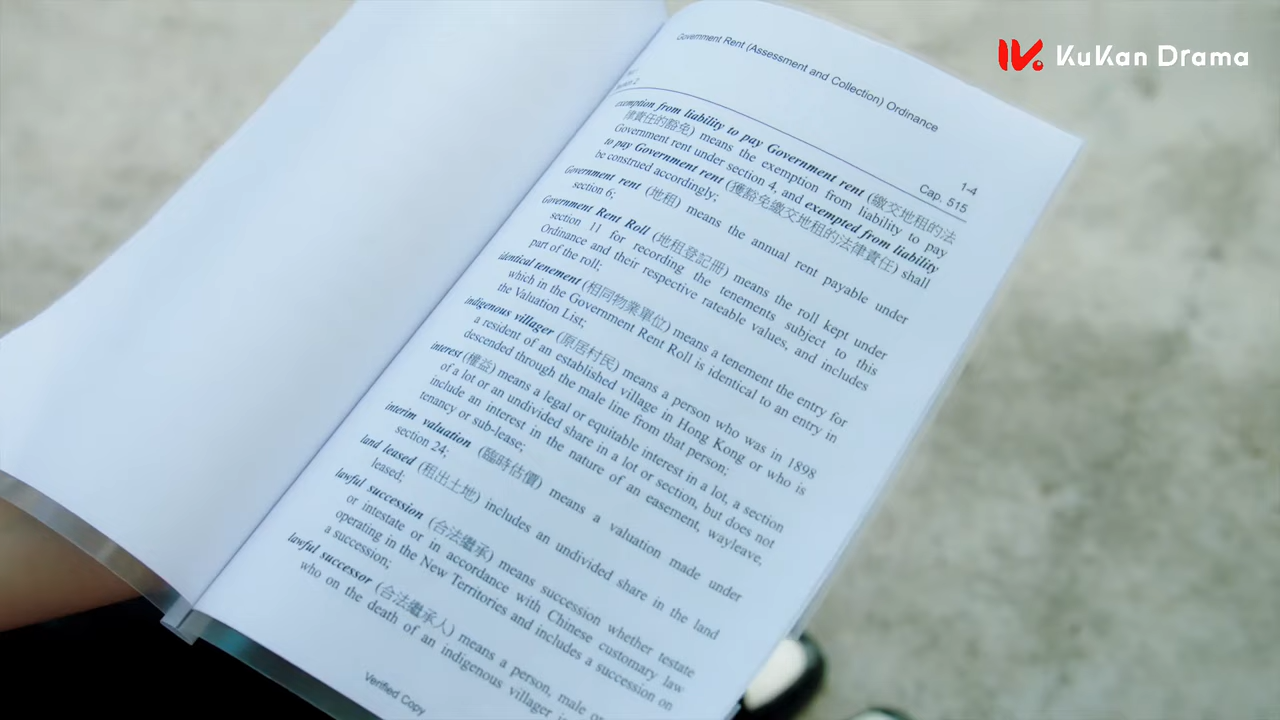 KuKan Drama
Government Rent (Assessment and Collection) Ordinance
1-4
Cap. 515
exemption from liability to pay Government rent (繳交地租的法
律責任的豁免) means the exemption from liability to pay
Government rent under section 4, and exempted from liability
to pay Government rent (獲豁免繳交地租的法律責任) shall
be construed accordingly;
Government rent (地租) means the annual rent payable under
section 6;
Government Rent Roll (地租登記冊) means the roll kept under
section 11 for recording the tenements subject to this
Ordinance and their respective rateable values, and includes
part of the roll;
identical tenement (相同物業單位) means a tenement the entry for
which in the Government Rent Roll is identical to an entry in
the Valuation List;
indigenous villager (原居村民) means a person who was in 1898
a resident of an established village in Hong Kong or who is
descended through the male line from that person;
interest (權益) means a legal or equitable interest in a lot, a section
of a lot or an undivided share in a lot or section, but does not
include an interest in the nature of an easement, wayleave,
tenancy or sub-lease;
interim valuation (臨時估價) means a valuation made under
section 24;
land leased (租出土地) includes an undivided share in the land
leased;
lawful succession (合法繼承) means succession whether testate
or intestate or in accordance with Chinese customary law
operating in the New Territories and includes a succession on
a succession;
lawful successor (合法繼承人) means a person, male or
who on the death of an indigenous villager
Verified Copy